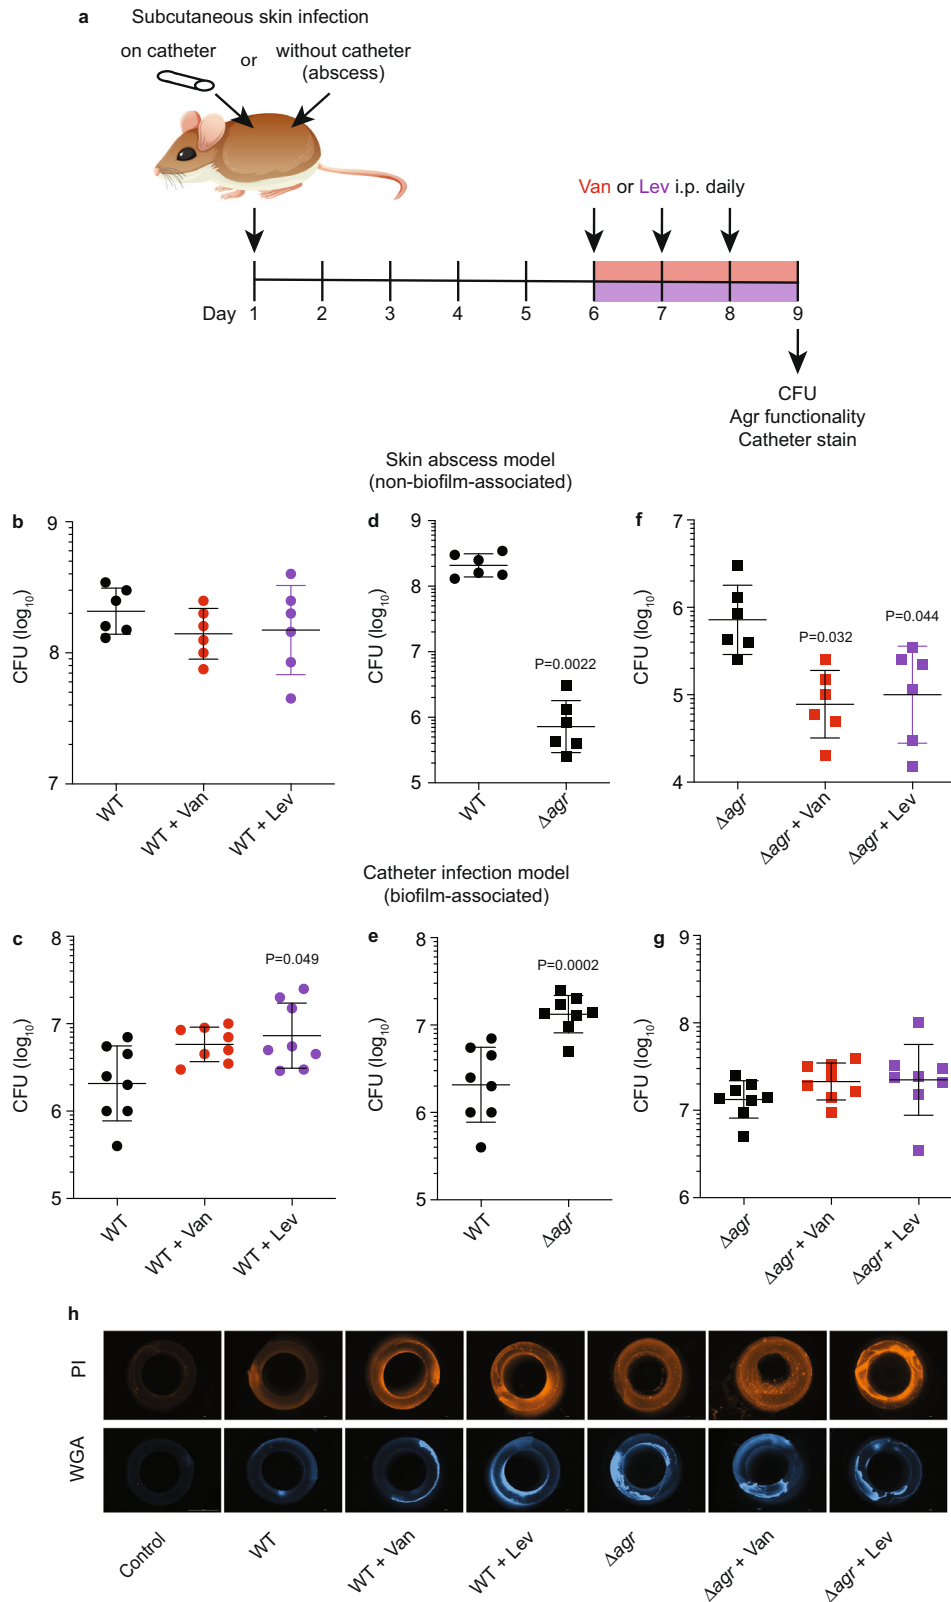 a
Subcutaneous skin infection
on catheter or without catheter
(abscess)
Van or Lev i.p. daily
Day 1 2 3 4 5 6 7 8 9
CFU
Agr functionality
Catheter stain
Skin abscess model
(non-biofilm-associated)
b
9
8
7
CFU (log10)
WT
WT + Van
WT + Lev
d
9
8
7
6
5
CFU (log10)
P=0.0022
WT
Δagr
f
7
6
5
4
CFU (log10)
P=0.032
P=0.044
Δagr
Δagr + Van
Δagr + Lev
Catheter infection model
(biofilm-associated)
c
8
7
6
5
CFU (log10)
P=0.049
WT
WT + Van
WT + Lev
e
8
7
6
5
CFU (log10)
P=0.0002
WT
Δagr
g
9
8
7
6
CFU (log10)
Δagr
Δagr + Van
Δagr + Lev
h
PI
WGA
Control
WT
WT + Van
WT + Lev
Δagr
Δagr + Van
Δagr + Lev